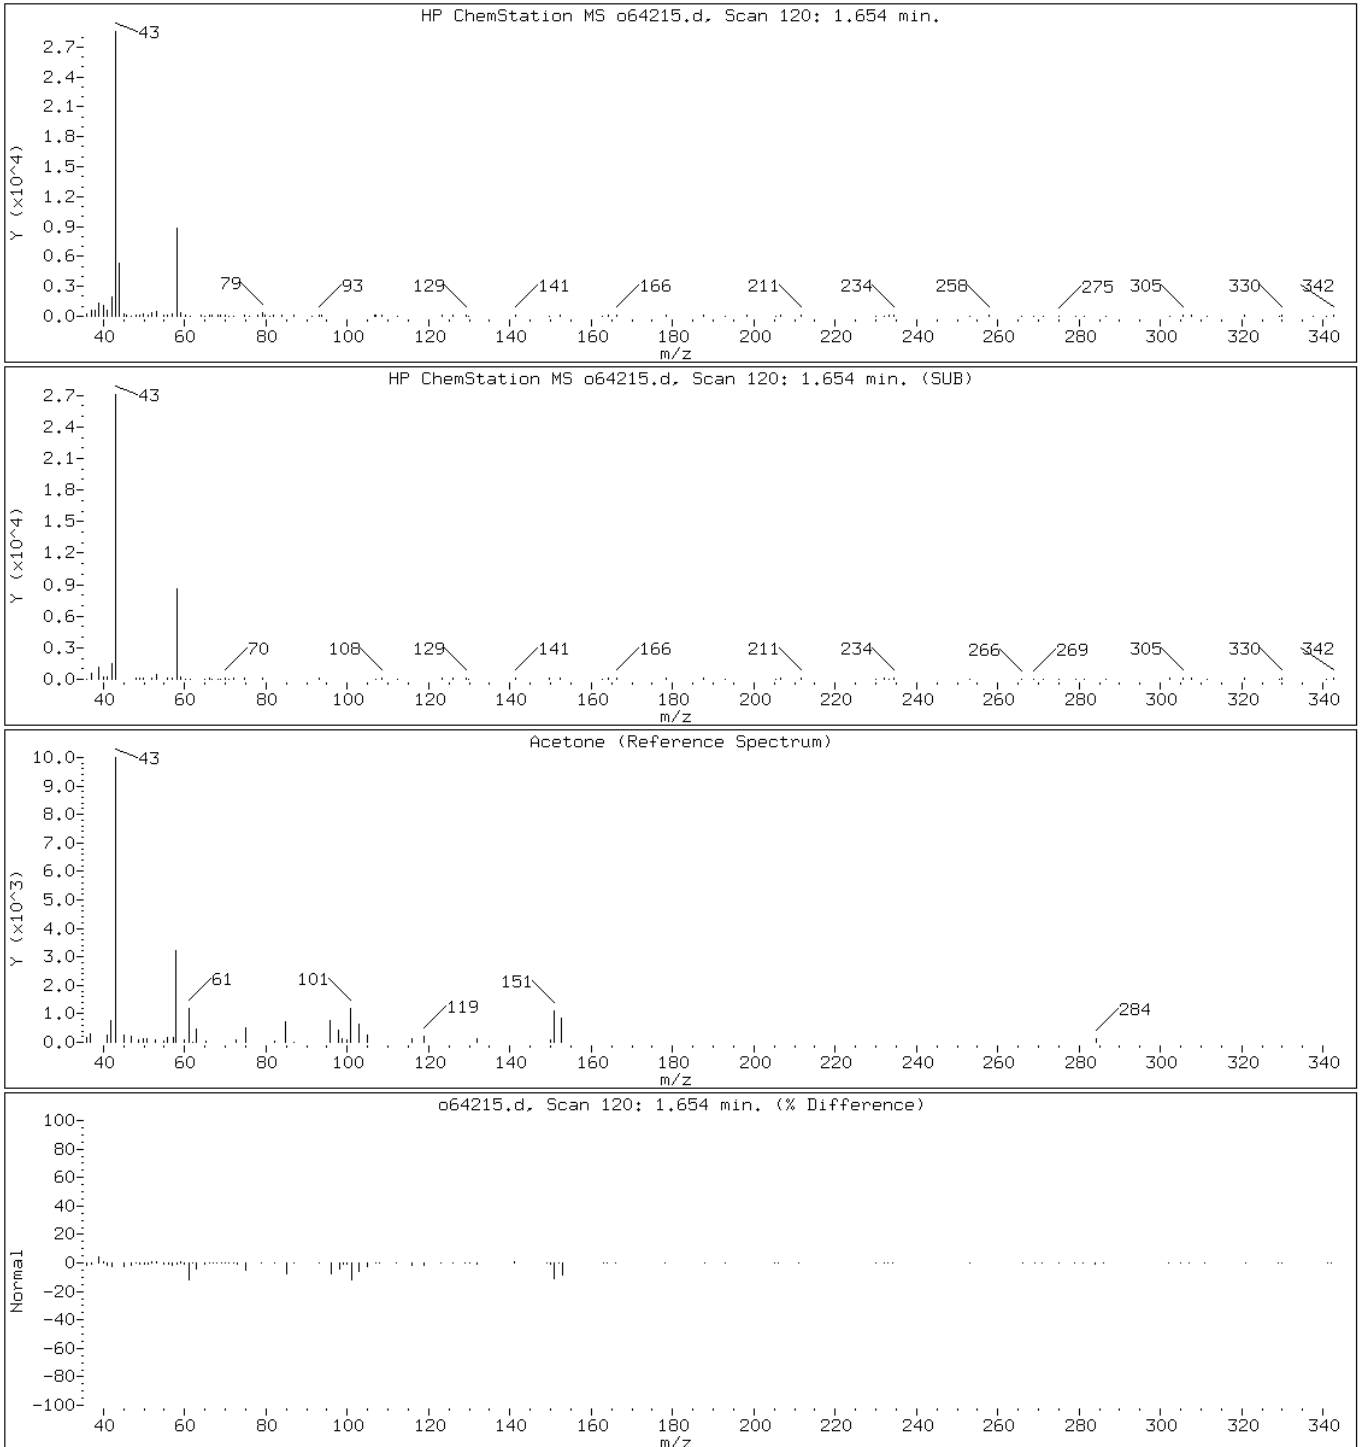 HP ChemStation MS o64215.d, Scan 120: 1.654 min.
43
2.7
2.4
2.1
1.8
1.5
1.2
0.9
0.6
0.3
0.0
Y (x10^4)
79 93 129 141 166 211 234 258 275 305 330 342
40 60 80 100 120 140 160 180 200 220 240 260 280 300 320 340
m/z
HP ChemStation MS o64215.d, Scan 120: 1.654 min. (SUB)
43
2.7
2.4
2.1
1.8
1.5
1.2
0.9
0.6
0.3
0.0
Y (x10^4)
70 108 129 141 166 211 234 266 269 305 330 342
40 60 80 100 120 140 160 180 200 220 240 260 280 300 320 340
m/z
Acetone (Reference Spectrum)
43
10.0
9.0
8.0
7.0
6.0
5.0
4.0
3.0
2.0
1.0
0.0
Y (x10^3)
61 101 119 151 284
40 60 80 100 120 140 160 180 200 220 240 260 280 300 320 340
m/z
o64215.d, Scan 120: 1.654 min. (% Difference)
100
80
60
40
20
0
-20
-40
-60
-80
-100
Normal
40 60 80 100 120 140 160 180 200 220 240 260 280 300 320 340
m/z